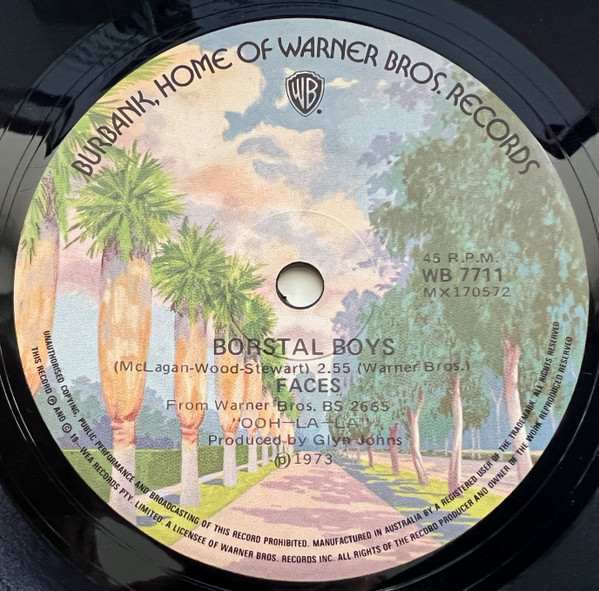 BURBANK, HOME OF WARNER BROS. RECORDS
WB
45 R.P.M.
WB 7711
MX170572
BORSTAL BOYS
(McLagan-Wood-Stewart) 2.55 (Warner Bros.)
FACES
From Warner Bros. BS 2665
"OOH-LA-LA"
Produced by Glyn Johns
Ⓟ1973
UNAUTHORISED COPYING, PUBLIC PERFORMANCE AND BROADCASTING OF THIS RECORD PROHIBITED. MANUFACTURED IN AUSTRALIA BY A REGISTERED USER OF THE TRADEMARK. ALL RIGHTS RESERVED
THIS RECORD Ⓟ AND © 19–WEA RECORDS PTY. LIMITED. A LICENSEE OF WARNER BROS. RECORDS INC. ALL RIGHTS OF THE RECORD PRODUCER AND OWNER OF THE WORK REPRODUCED RESERVED